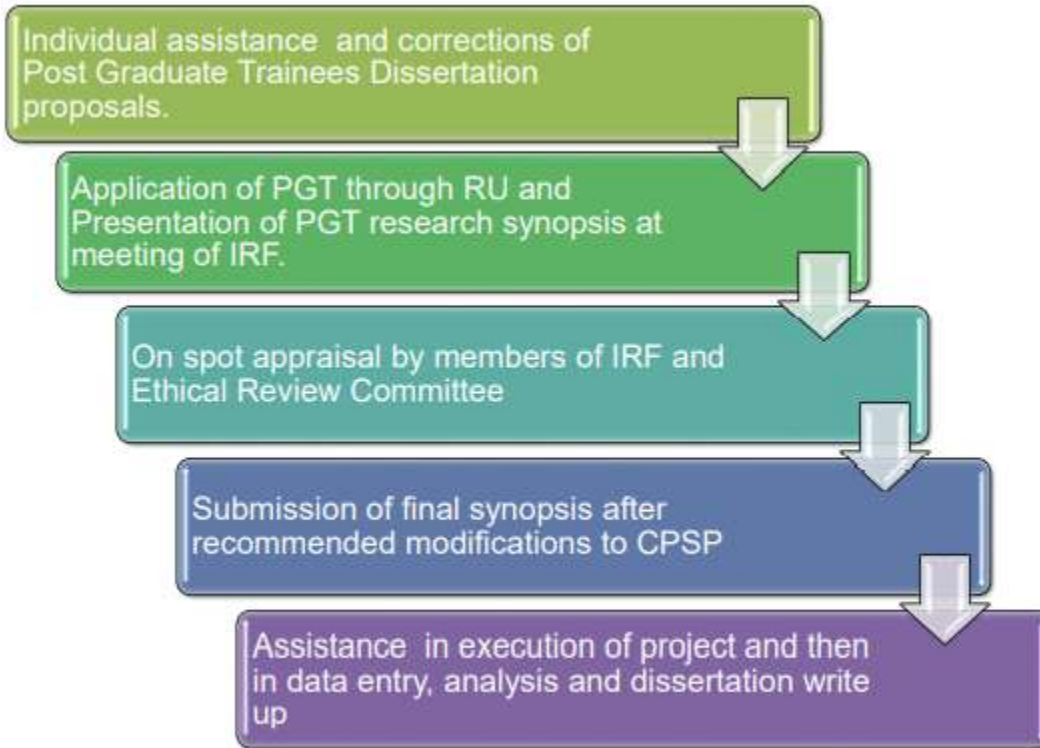 Individual assistance  and corrections of
Post Graduate Trainees Dissertation
proposals.
Application of PGT through RU and
Presentation of PGT research synopsis at
meeting of IRF.
On spot appraisal by members of IRF and
Ethical Review Committee
Submission of final synopsis after
recommended modifications to CPSP
Assistance  in execution of project and then
in data entry, analysis and dissertation write
up